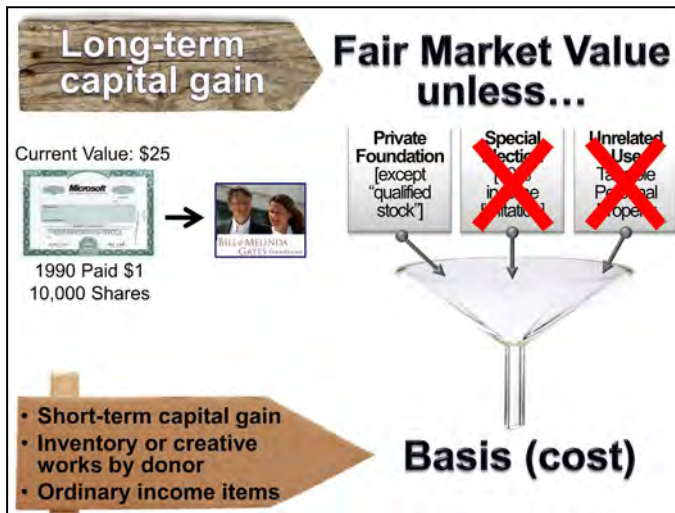 Long-term
capital gain
Fair Market Value
unless…
Private
Foundation
[except
“qualified
stock”]
Special
Unrelated
Current Value: $25
Microsoft
BILL & MELINDA
GATES foundation
1990 Paid $1
10,000 Shares
• Short-term capital gain
• Inventory or creative
works by donor
• Ordinary income items
Basis (cost)